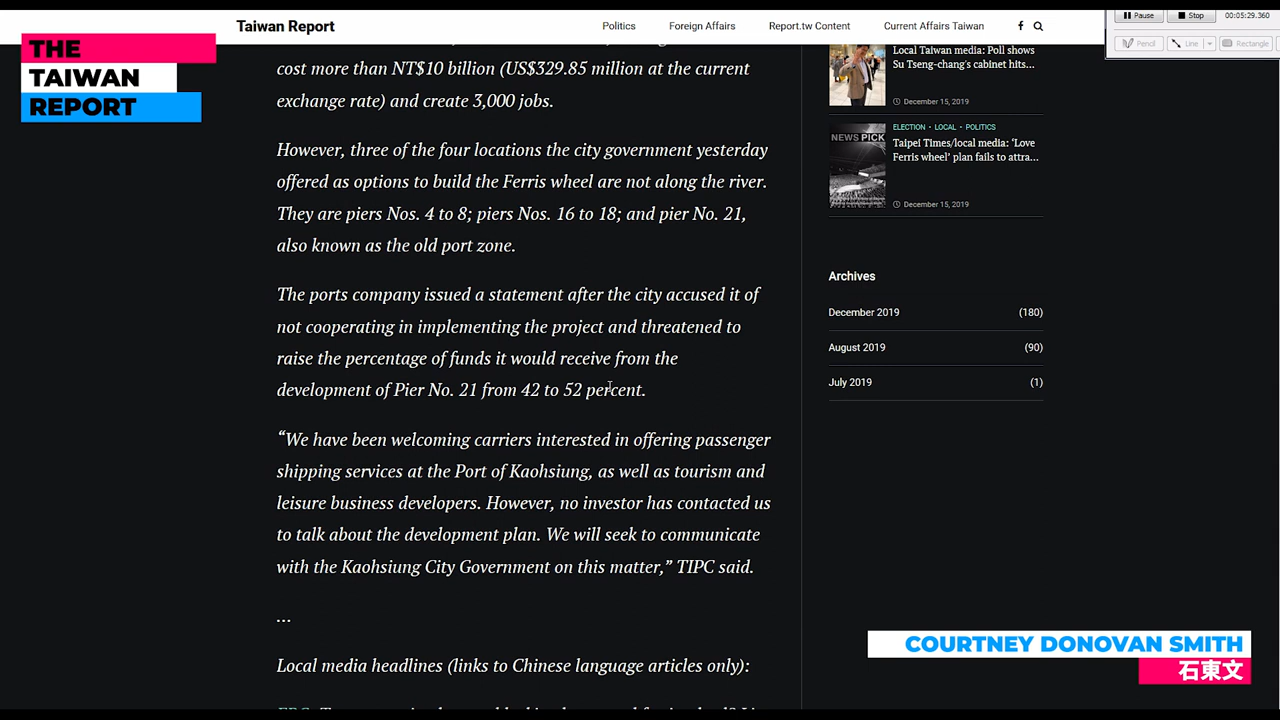 Taiwan Report
Politics
Foreign Affairs
Report.tw Content
Current Affairs Taiwan
Pause
Stop
00:05:29.360
Pencil
Line
Rectangle
THE
TAIWAN
REPORT
cost more than NT$10 billion (US$329.85 million at the current
exchange rate) and create 3,000 jobs.
However, three of the four locations the city government yesterday
offered as options to build the Ferris wheel are not along the river.
They are piers Nos. 4 to 8; piers Nos. 16 to 18; and pier No. 21,
also known as the old port zone.
The ports company issued a statement after the city accused it of
not cooperating in implementing the project and threatened to
raise the percentage of funds it would receive from the
development of Pier No. 21 from 42 to 52 percent.
“We have been welcoming carriers interested in offering passenger
shipping services at the Port of Kaohsiung, as well as tourism and
leisure business developers. However, no investor has contacted us
to talk about the development plan. We will seek to communicate
with the Kaohsiung City Government on this matter,” TIPC said.
...
Local media headlines (links to Chinese language articles only):
Local Taiwan media: Poll shows
Su Tseng-chang's cabinet hits...
December 15, 2019
NEWS PICK
ELECTION • LOCAL • POLITICS
Taipei Times/local media: ‘Love
Ferris wheel’ plan fails to attra...
December 15, 2019
Archives
December 2019 (180)
August 2019 (90)
July 2019 (1)
COURTNEY DONOVAN SMITH
石東文